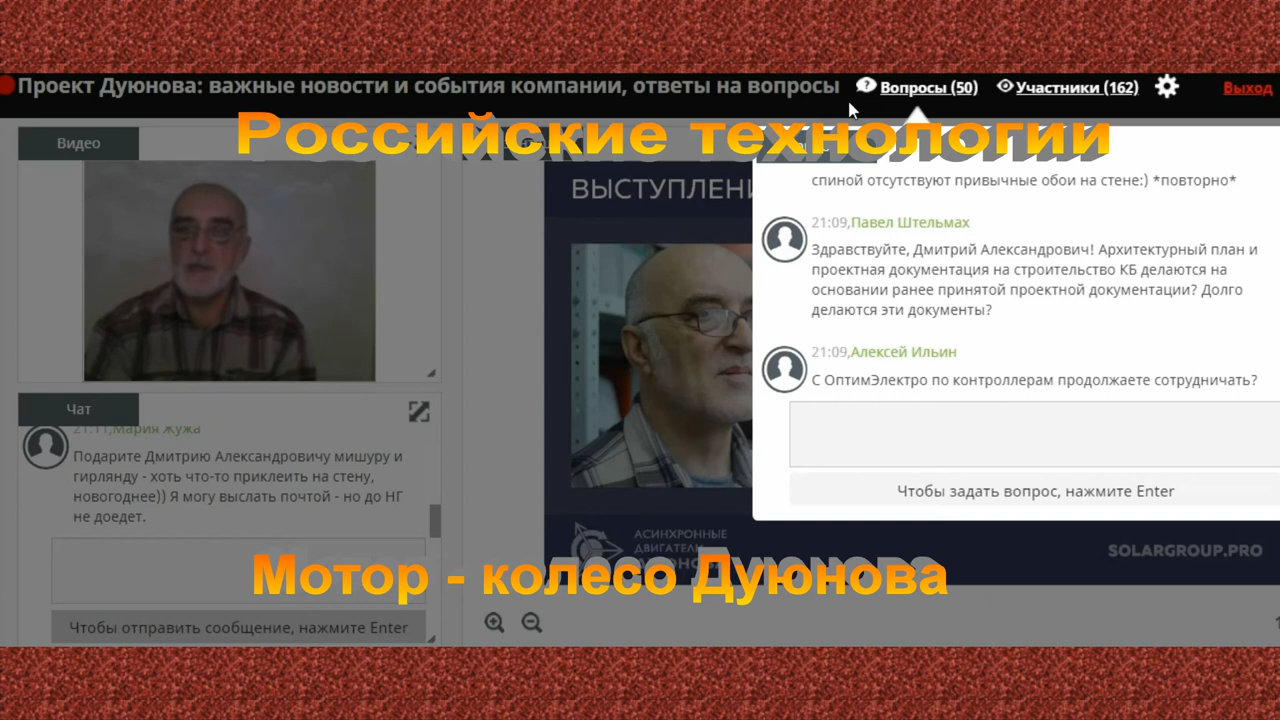 Проект Дуюнова: важные новости и события компании, ответы на вопросы
Вопросы (50)
Участники (162)
Выход
Российские технологии
Видео
ВЫСТУПЛЕНИ
спиной отсутствуют привычные обои на стене:) *повторно*
21:09,Павел Штельмах
Здравствуйте, Дмитрий Александрович! Архитектурный план и
проектная документация на строительство КБ делаются на
основании ранее принятой проектной документации? Долго
делаются эти документы?
21:09,Алексей Ильин
С ОптимЭлектро по контроллерам продолжаете сотрудничать?
Чтобы задать вопрос, нажмите Enter
Чат
21:11,Мария Жужа
Подарите Дмитрию Александровичу мишуру и
гирлянду - хоть что-то приклеить на стену,
новогоднее)) Я могу выслать почтой - но до НГ
не доедет.
АСИНХРОННЫЕ
ДВИГАТЕЛИ
SOLARGROUP.PRO
Мотор - колесо Дуюнова
Чтобы отправить сообщение, нажмите Enter